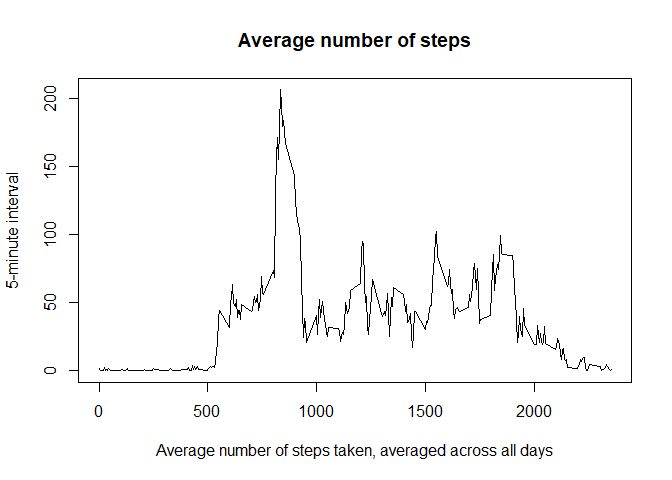 Average number of steps
5-minute interval
200
150
100
50
0
0 500 1000 1500 2000
Average number of steps taken, averaged across all days